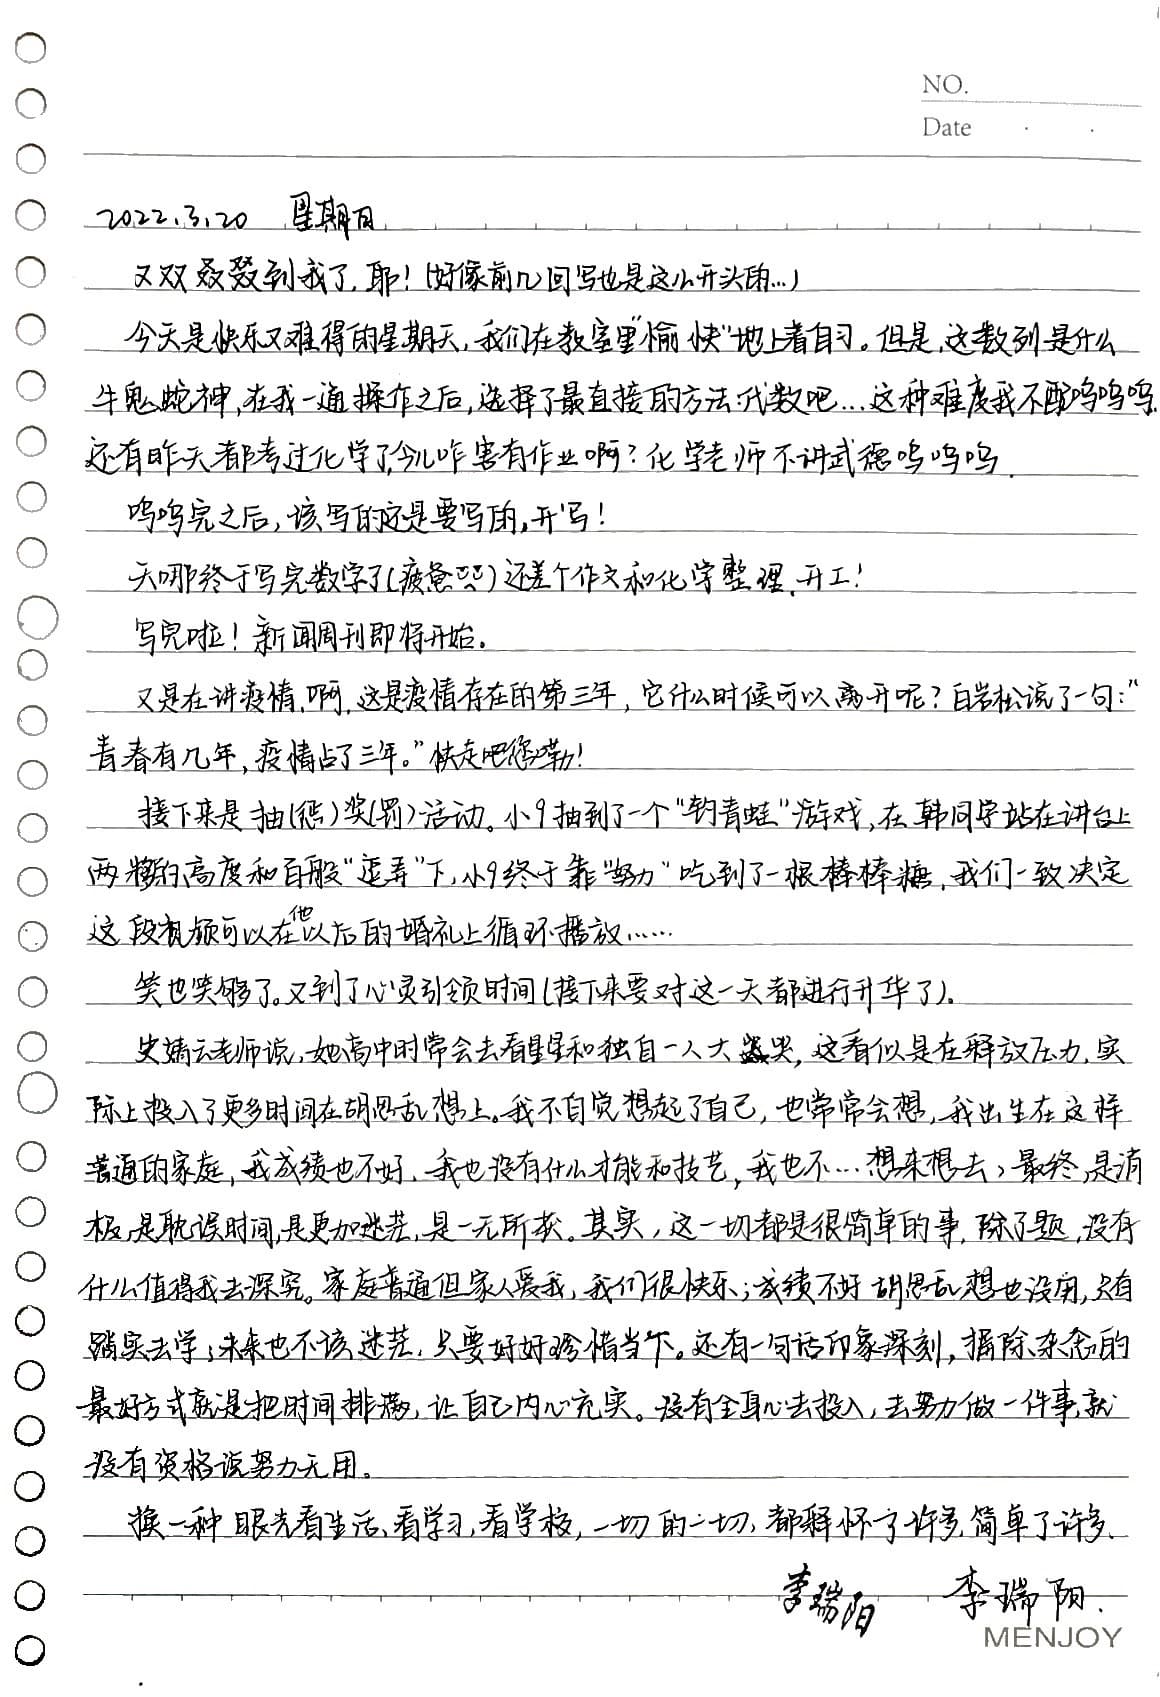 NO.
Date
2022.3.20 星期日
又双叒叕到我了，耶！(好像前几回写也是这么开头的…)
今天是快乐又难得的星期天，我们在教室里“愉快”地上着自习。但是，这数列是什么
牛鬼蛇神，在我一通操作之后，选择了最直接的方法代数吧…这种难度我不配呜呜呜.
还有昨天都考过化学了，今儿咋害有作业啊？化学老师不讲武德呜呜呜.
呜呜完之后，该写的还是要写的，开写！
天哪终于写完数学了(疲惫)还差个作文和化学整理，开工！
写完啦！新闻周刊即将开始。
又是在讲疫情，啊，这是疫情存在的第三年，它什么时候可以离开呢？白岩松说了一句：“
青春有几年，疫情占了三年。”快走吧您嘞！
接下来是抽(惩)奖(罚)活动。小9抽到了一个“钓青蛙”游戏，在韩同学站在讲台上
两米的高度和百般“逗弄”下，小9终于靠“努力”吃到了一根棒棒糖，我们一致决定
这段视频可以在他以后的婚礼上循环播放……
笑也笑够了。又到了心灵引领时间(接下来要对这一天都进行升华了).
史婧云老师说，她高中时常会去看星星和独自一人大哭，这看似是在释放压力，实
际上投入了更多时间在胡思乱想上。我不自觉想起了自己，也常常会想，我出生在这样
普通的家庭，我成绩也不好，我也没有什么才能和技艺，我也不…想来想去，最终，是消
极，是耽误时间，是更加迷茫，是一无所获。其实，这一切都是很简单的事，除了题，没有
什么值得我去深究。家庭普通但家人爱我，我们很快乐；成绩不好胡思乱想也没用，只有
踏实去学；未来也不该迷茫，只要好好珍惜当下。还有一句话印象深刻，摒除杂念的
最好方式就是把时间排满，让自己内心充实。没有全身心去投入，去努力做一件事，就
没有资格说努力无用。
换一种眼光看生活、看学习，看学校，一切的一切，都释怀了许多，简单了许多.
李瑞阳 李瑞阳.
MENJOY